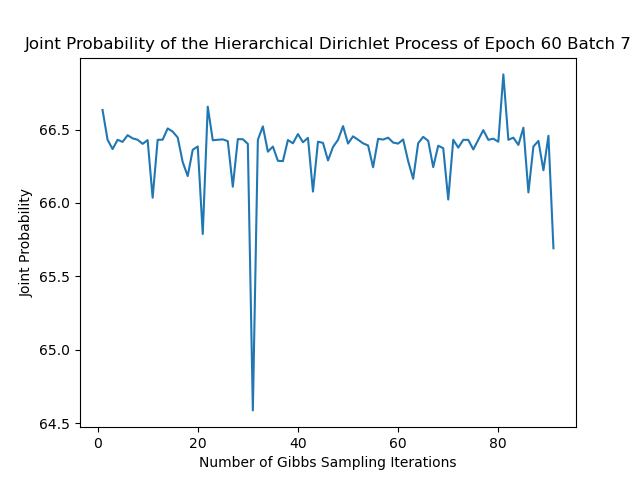 Joint Probability of the Hierarchical Dirichlet Process of Epoch 60 Batch 7
Joint Probability
66.5
66.0
65.5
65.0
64.5
0 20 40 60 80
Number of Gibbs Sampling Iterations